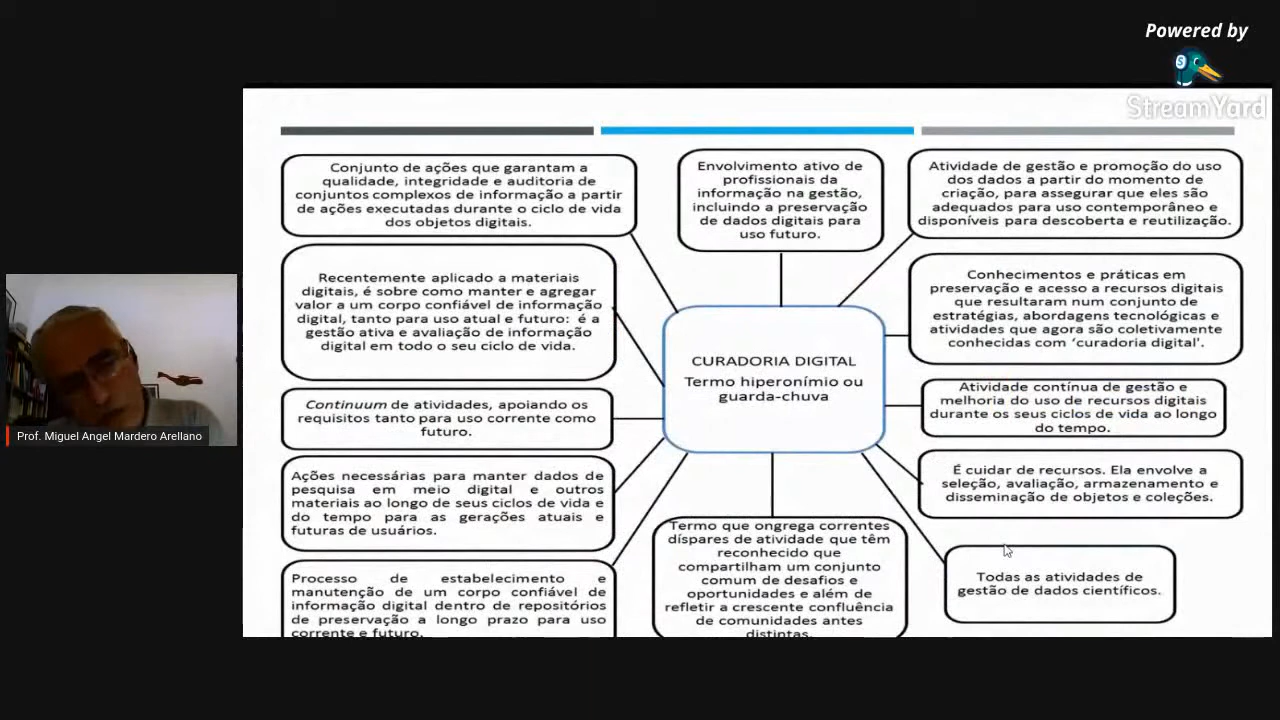 Powered by
StreamYard
Conjunto de ações que garantam a
qualidade, integridade e auditoria de
conjuntos complexos de informação a partir
de ações executadas durante o ciclo de vida
dos objetos digitais.
Envolvimento ativo de
profissionais da
informação na gestão,
incluindo a preservação
de dados digitais para
uso futuro.
Atividade de gestão e promoção do uso
dos dados a partir do momento de
criação, para assegurar que eles são
adequados para uso contemporâneo e
disponíveis para descoberta e reutilização.
Recentemente aplicado a materiais
digitais, é sobre como manter e agregar
valor a um corpo confiável de informação
digital, tanto para uso atual e futuro: é a
gestão ativa e avaliação de informação
digital em todo o seu ciclo de vida.
Conhecimentos e práticas em
preservação e acesso a recursos digitais
que resultaram num conjunto de
estratégias, abordagens tecnológicas e
atividades que agora são coletivamente
conhecidas com ‘curadoria digital'.
CURADORIA DIGITAL
Termo hiperonímio ou
guarda-chuva
Continuum de atividades, apoiando os
requisitos tanto para uso corrente como
futuro.
Atividade contínua de gestão e
melhoria do uso de recursos digitais
durante os seus ciclos de vida ao longo
do tempo.
Ações necessárias para manter dados de
pesquisa em meio digital e outros
materiais ao longo de seus ciclos de vida e
do tempo para as gerações atuais e
futuras de usuários.
É cuidar de recursos. Ela envolve a
seleção, avaliação, armazenamento e
disseminação de objetos e coleções.
Processo de estabelecimento e
manutenção de um corpo confiável de
informação digital dentro de repositórios
de preservação a longo prazo para uso
corrente e futuro.
Termo que ongrega correntes
díspares de atividade que têm
reconhecido que
compartilham um conjunto
comum de desafios e
oportunidades e além de
refletir a crescente confluência
de comunidades antes
distintas.
Todas as atividades de
gestão de dados científicos.
Prof. Miguel Angel Mardero Arellano